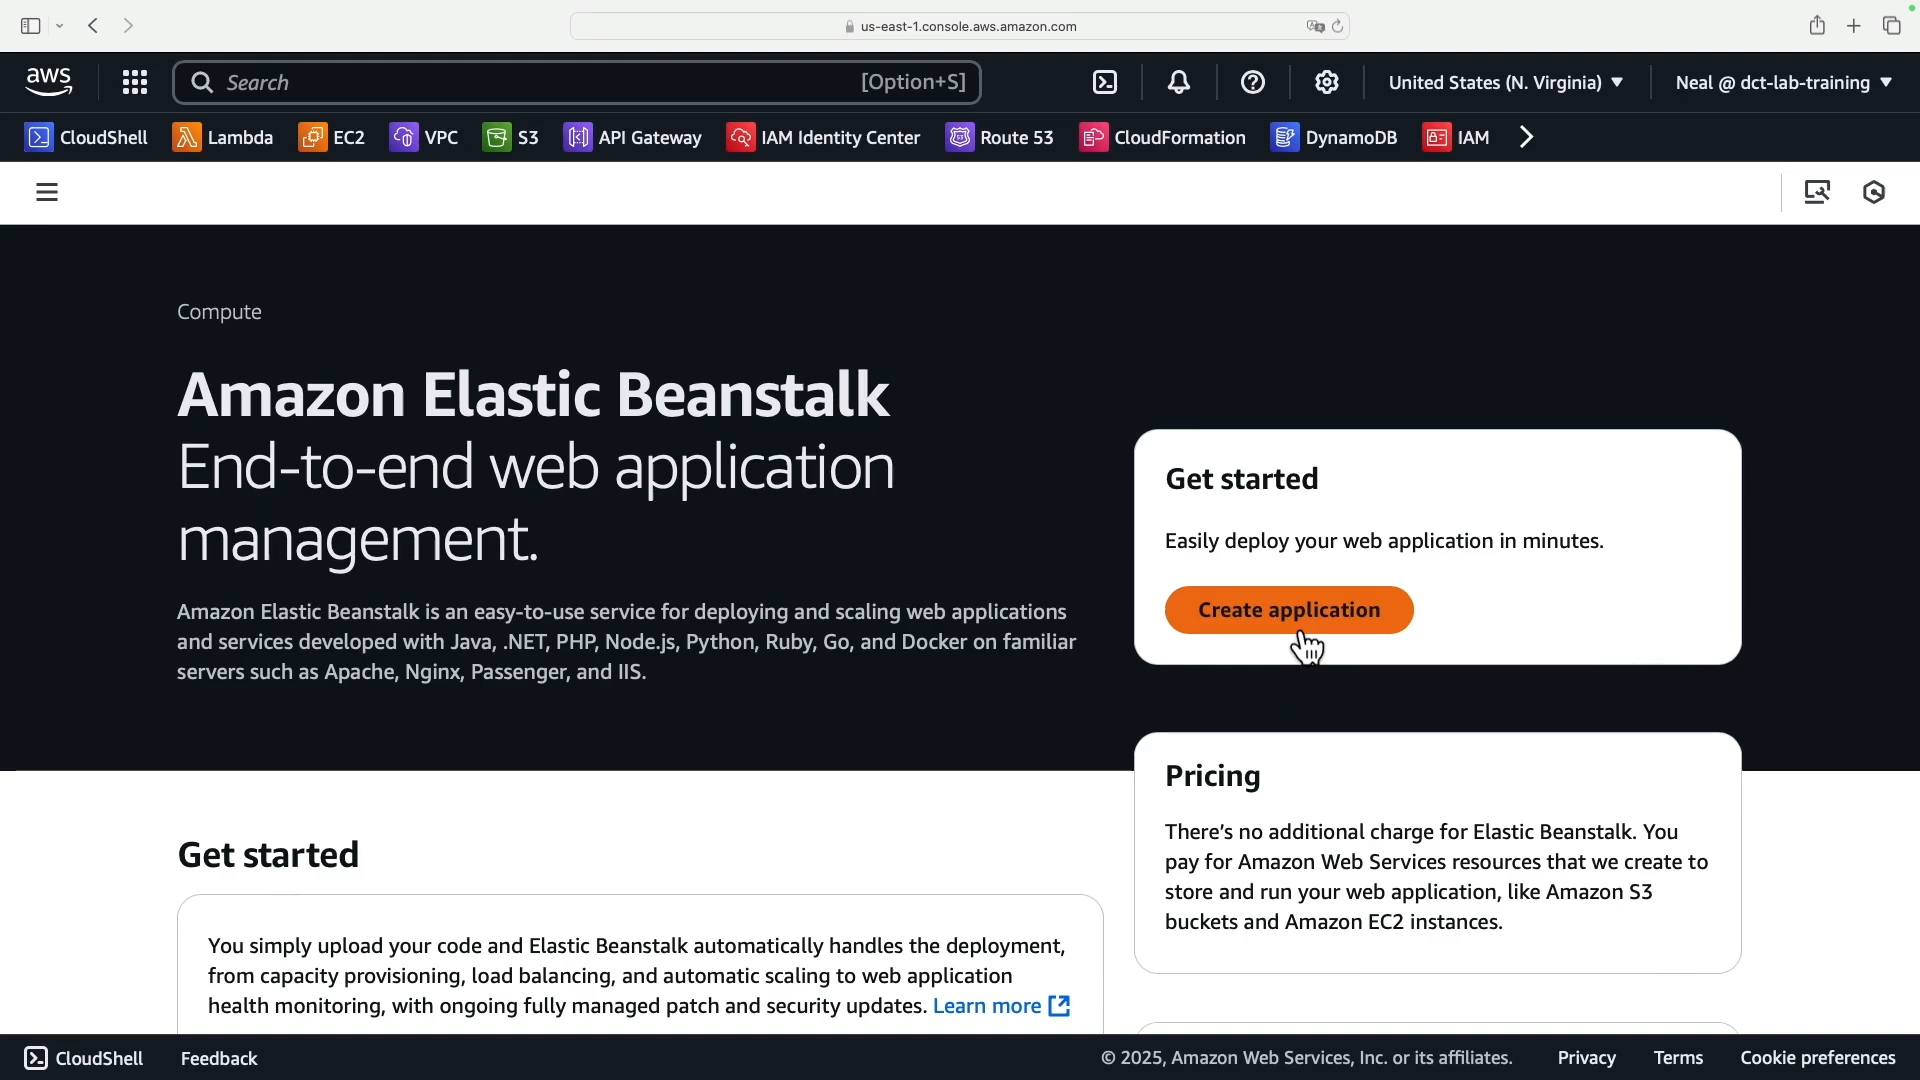 us-east-1.console.aws.amazon.com
aws
Search
[Option+S]
United States (N. Virginia)
Neal @ dct-lab-training
CloudShell
Lambda
EC2
VPC
S3
API Gateway
IAM Identity Center
Route 53
CloudFormation
DynamoDB
IAM
Compute
Amazon Elastic Beanstalk
End-to-end web application
management.
Amazon Elastic Beanstalk is an easy-to-use service for deploying and scaling web applications
and services developed with Java, .NET, PHP, Node.js, Python, Ruby, Go, and Docker on familiar
servers such as Apache, Nginx, Passenger, and IIS.
Get started
Easily deploy your web application in minutes.
Create application
Pricing
There's no additional charge for Elastic Beanstalk. You
pay for Amazon Web Services resources that we create to
store and run your web application, like Amazon S3
buckets and Amazon EC2 instances.
Get started
You simply upload your code and Elastic Beanstalk automatically handles the deployment,
from capacity provisioning, load balancing, and automatic scaling to web application
health monitoring, with ongoing fully managed patch and security updates. Learn more
CloudShell
Feedback
© 2025, Amazon Web Services, Inc. or its affiliates.
Privacy
Terms
Cookie preferences